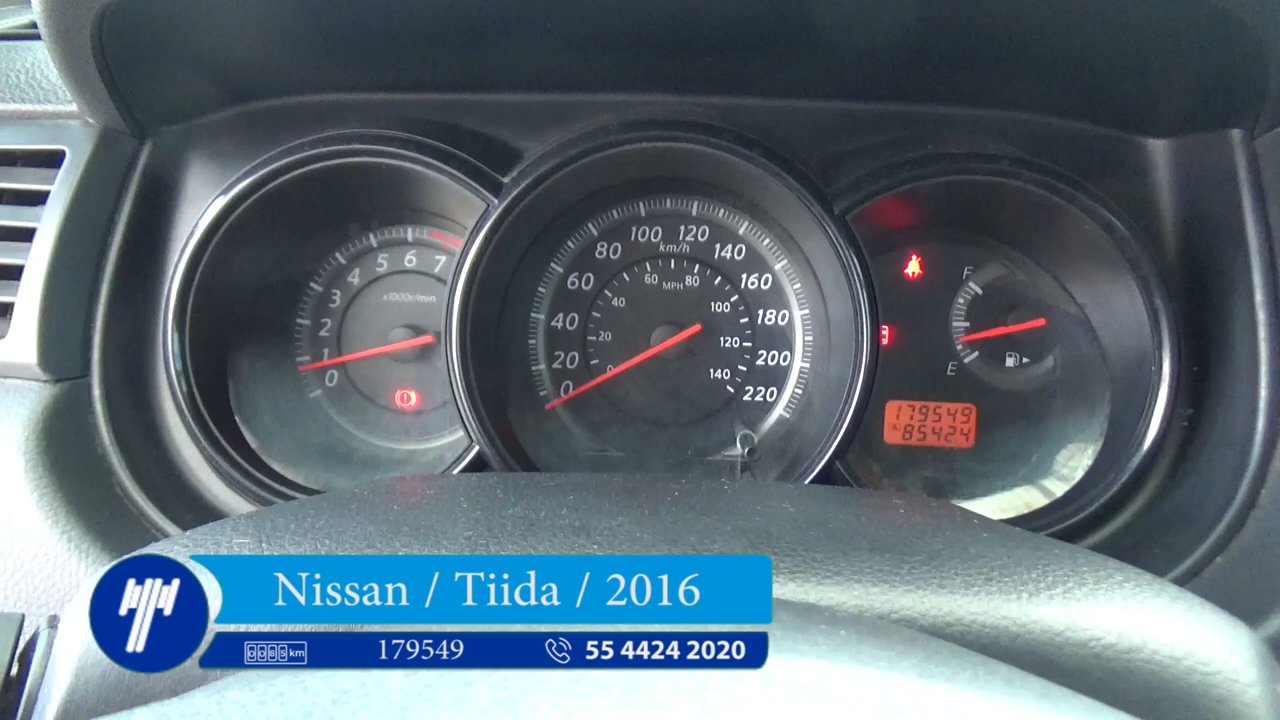 0 1 2 3 4 5 6 7
x1000r/min
0 20 40 60 80 100 120 140 160 180 200 220
km/h
0 20 40 60 80 100 120 140
MPH
F
E
179549
A 85424
Nissan / Tiida / 2016
0085 km 179549 55 4424 2020